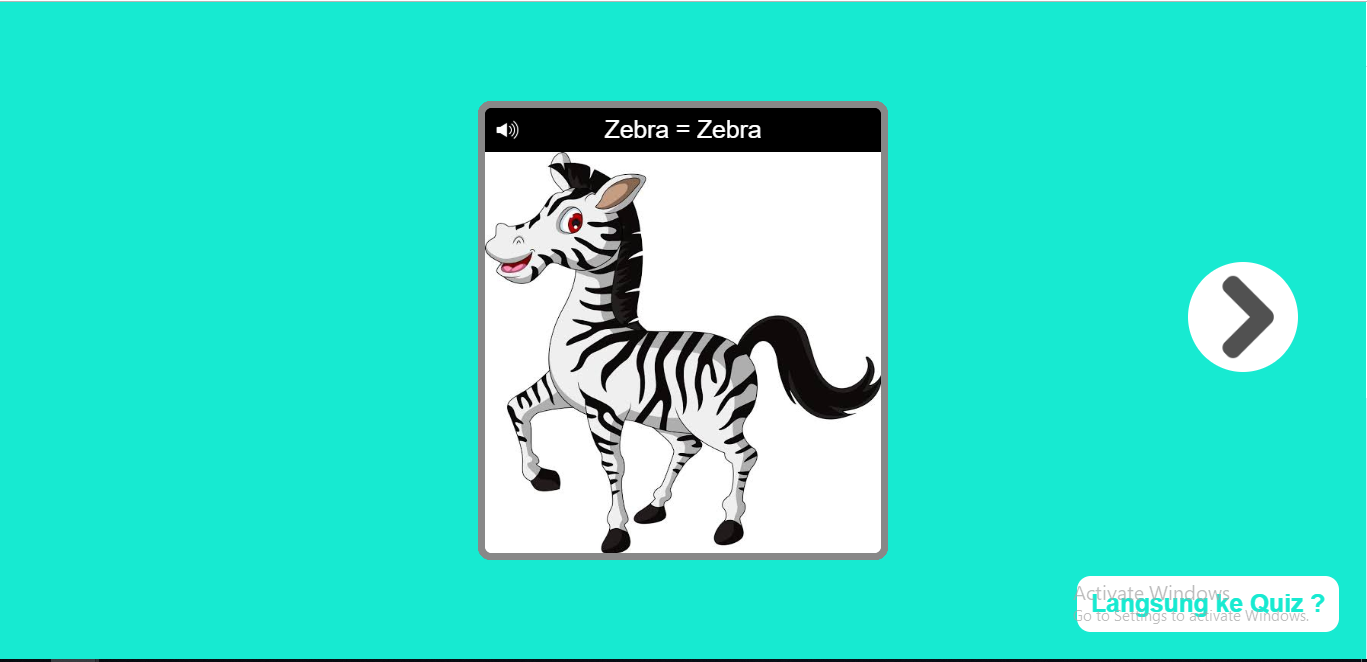 Zebra = Zebra
Activate Windows
Langsung ke Quiz ?
Go to Settings to activate Windows.